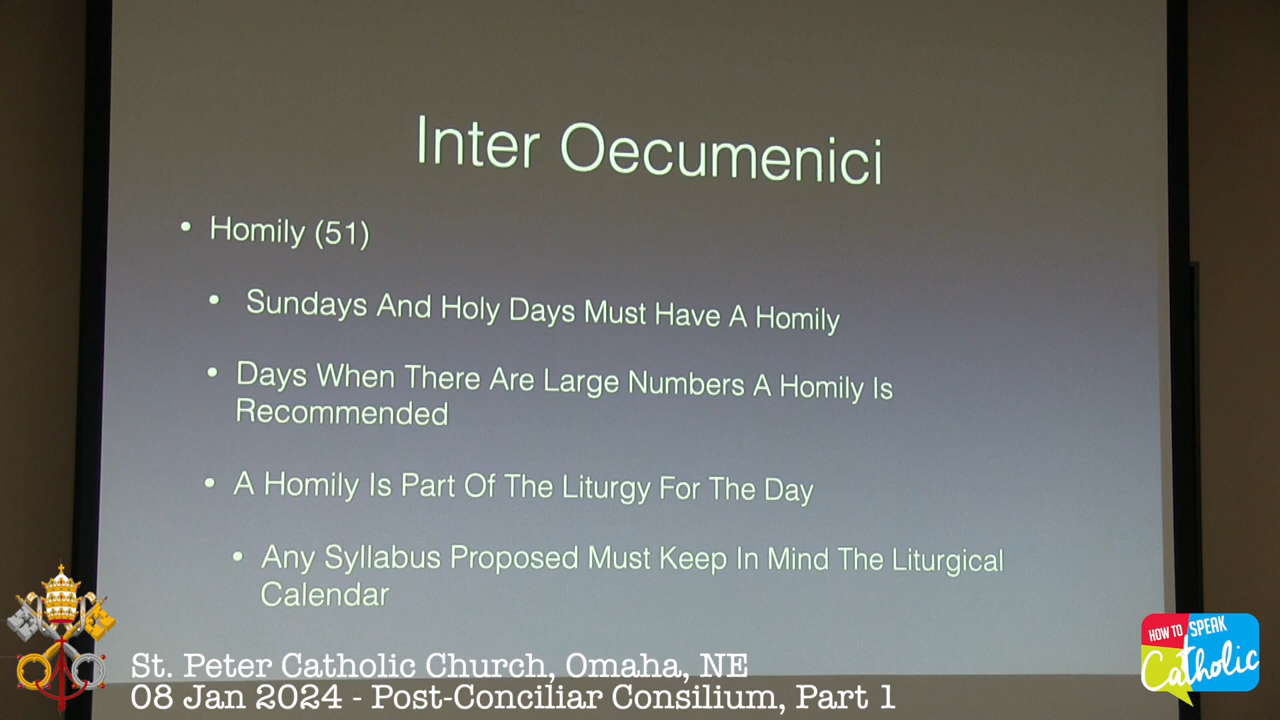 Inter Oecumenici
• Homily (51)
• Sundays And Holy Days Must Have A Homily
• Days When There Are Large Numbers A Homily Is
Recommended
• A Homily Is Part Of The Liturgy For The Day
• Any Syllabus Proposed Must Keep In Mind The Liturgical
Calendar
St. Peter Catholic Church, Omaha, NE
08 Jan 2024 - Post-Conciliar Consilium, Part 1
HOW TO SPEAK
Catholic